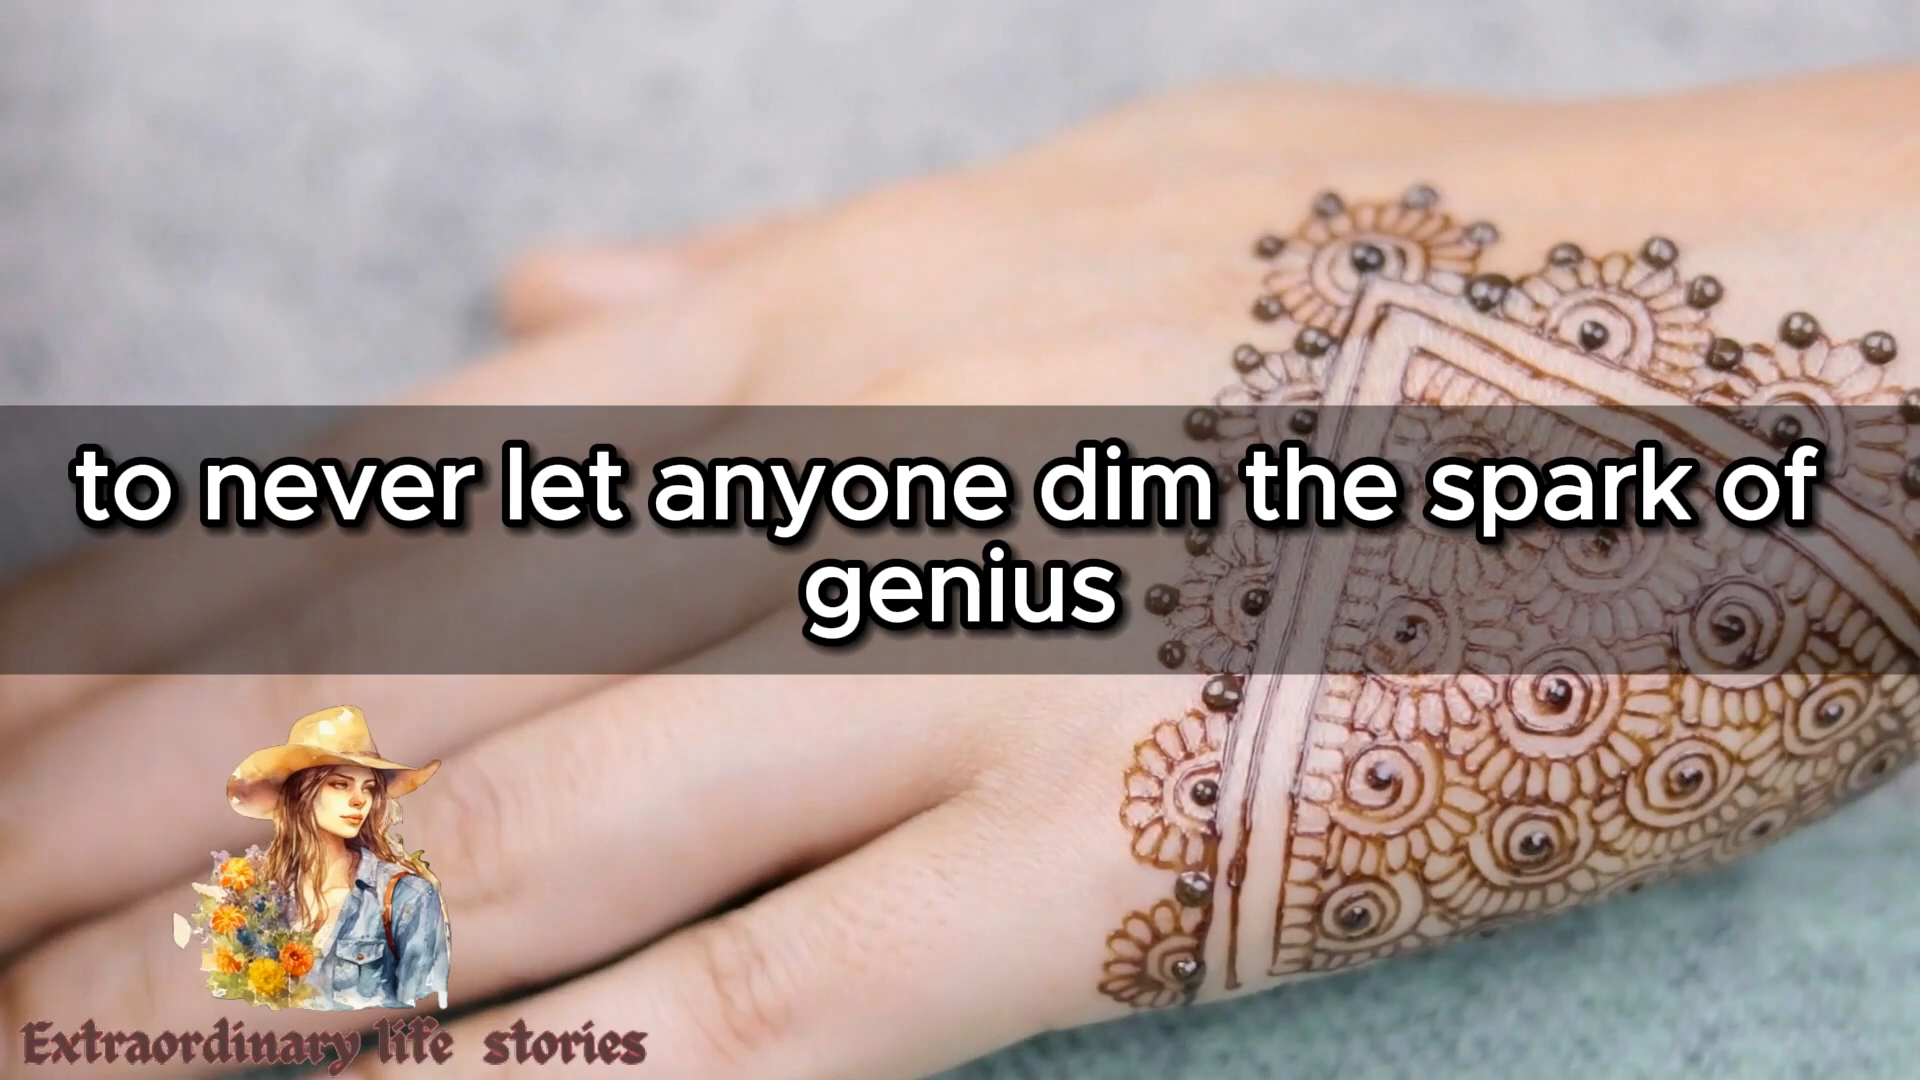 to never let anyone dim the spark of
genius
Extraordinary life stories